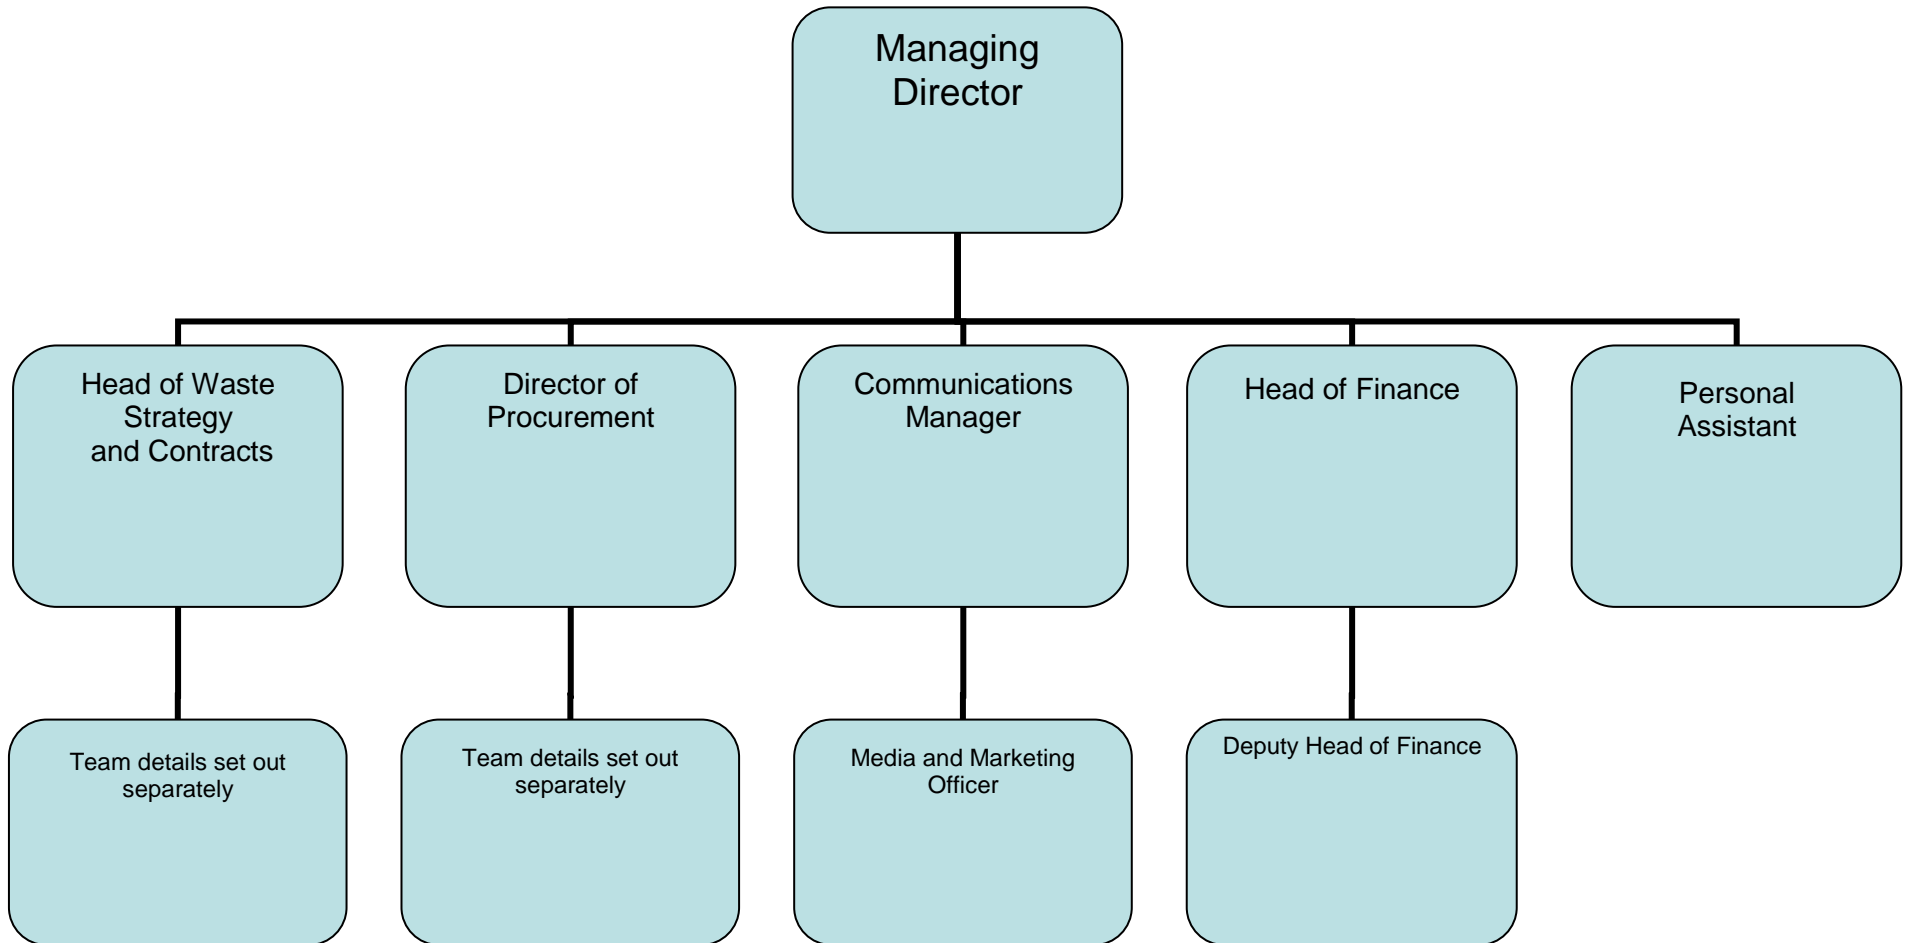 Managing
Director
Head of Waste
Strategy
and Contracts
Director of
Procurement
Communications
Manager
Head of Finance
Personal
Assistant
Team details set out
separately
Team details set out
separately
Media and Marketing
Officer
Deputy Head of Finance